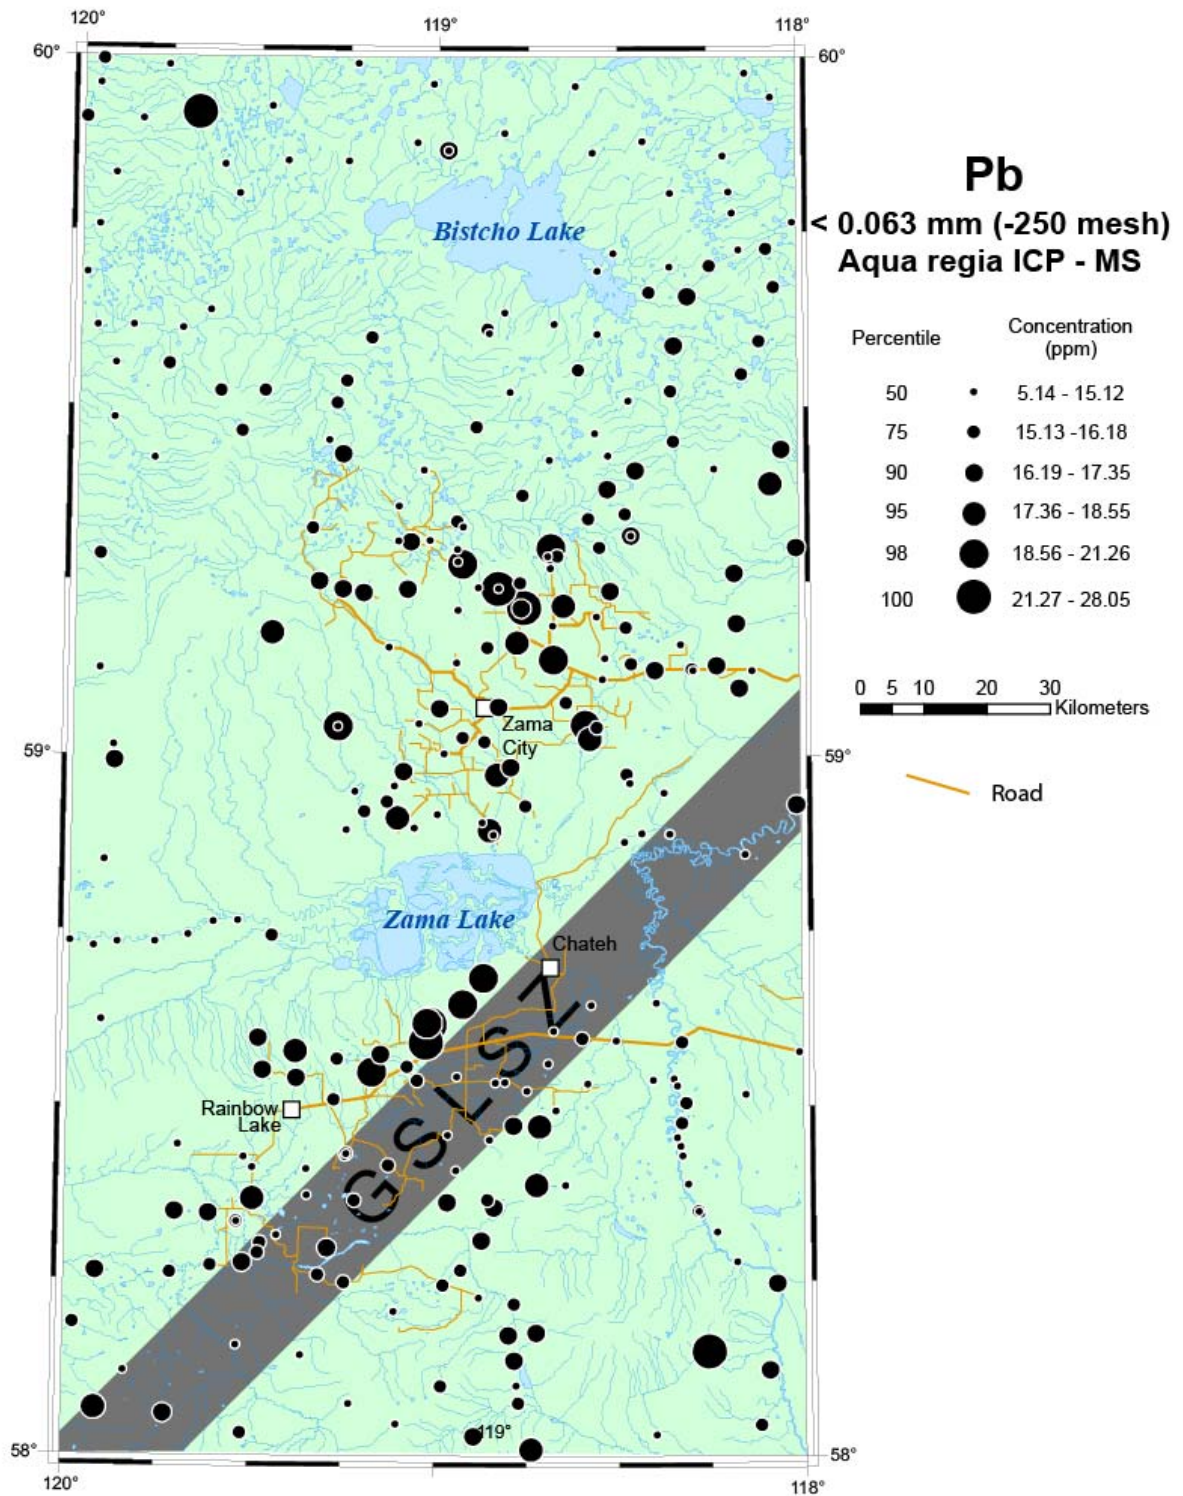 120°
119°
118°
60°
60°
Pb
< 0.063 mm (-250 mesh)
Aqua regia ICP - MS
Bistcho Lake
Percentile
Concentration
(ppm)
50
5.14 - 15.12
75
15.13 -16.18
90
16.19 - 17.35
95
17.36 - 18.55
98
18.56 - 21.26
100
21.27 - 28.05
0 5 10 20 30
Kilometers
Zama
City
59°
59°
Road
Zama Lake
Chateh
GSLSZ
Rainbow
Lake
119°
58°
58°
120°
118°